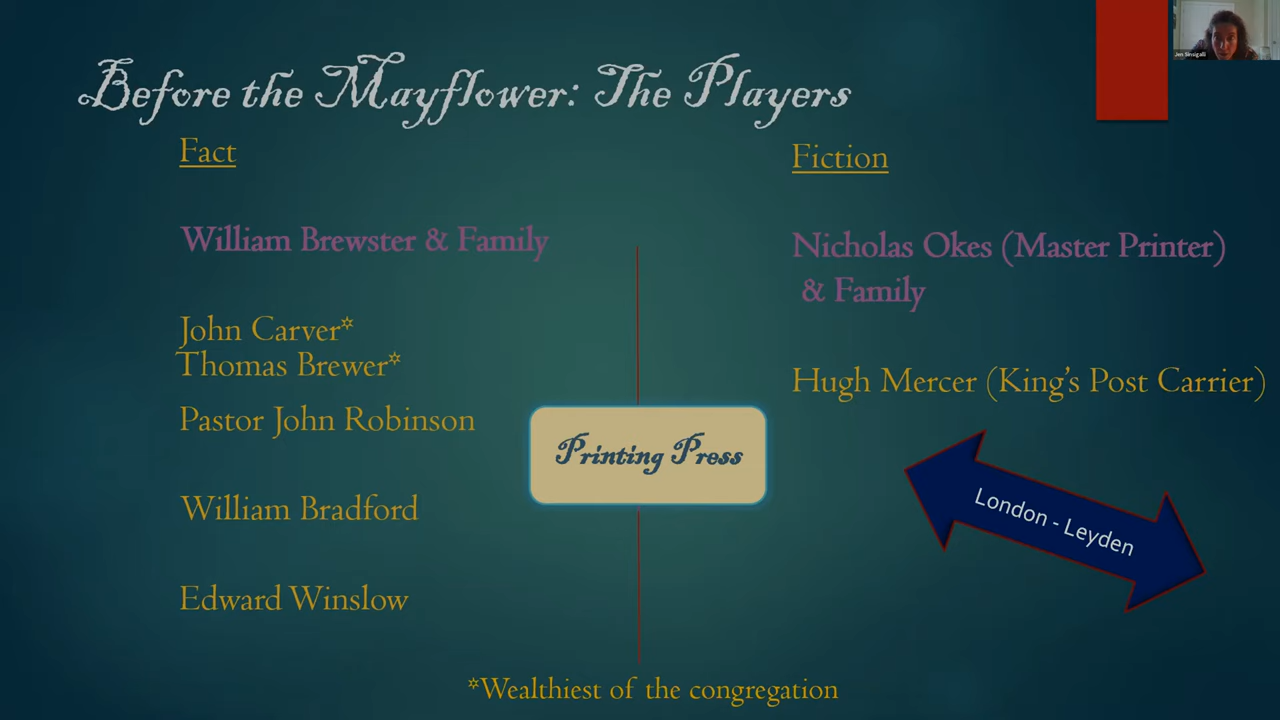 Before the Mayflower: The Players
Fact
William Brewster & Family
John Carver*
Thomas Brewer*
Pastor John Robinson
William Bradford
Edward Winslow
Printing Press
Fiction
Nicholas Okes (Master Printer)
& Family
Hugh Mercer (King's Post Carrier)
London - Leyden
*Wealthiest of the congregation